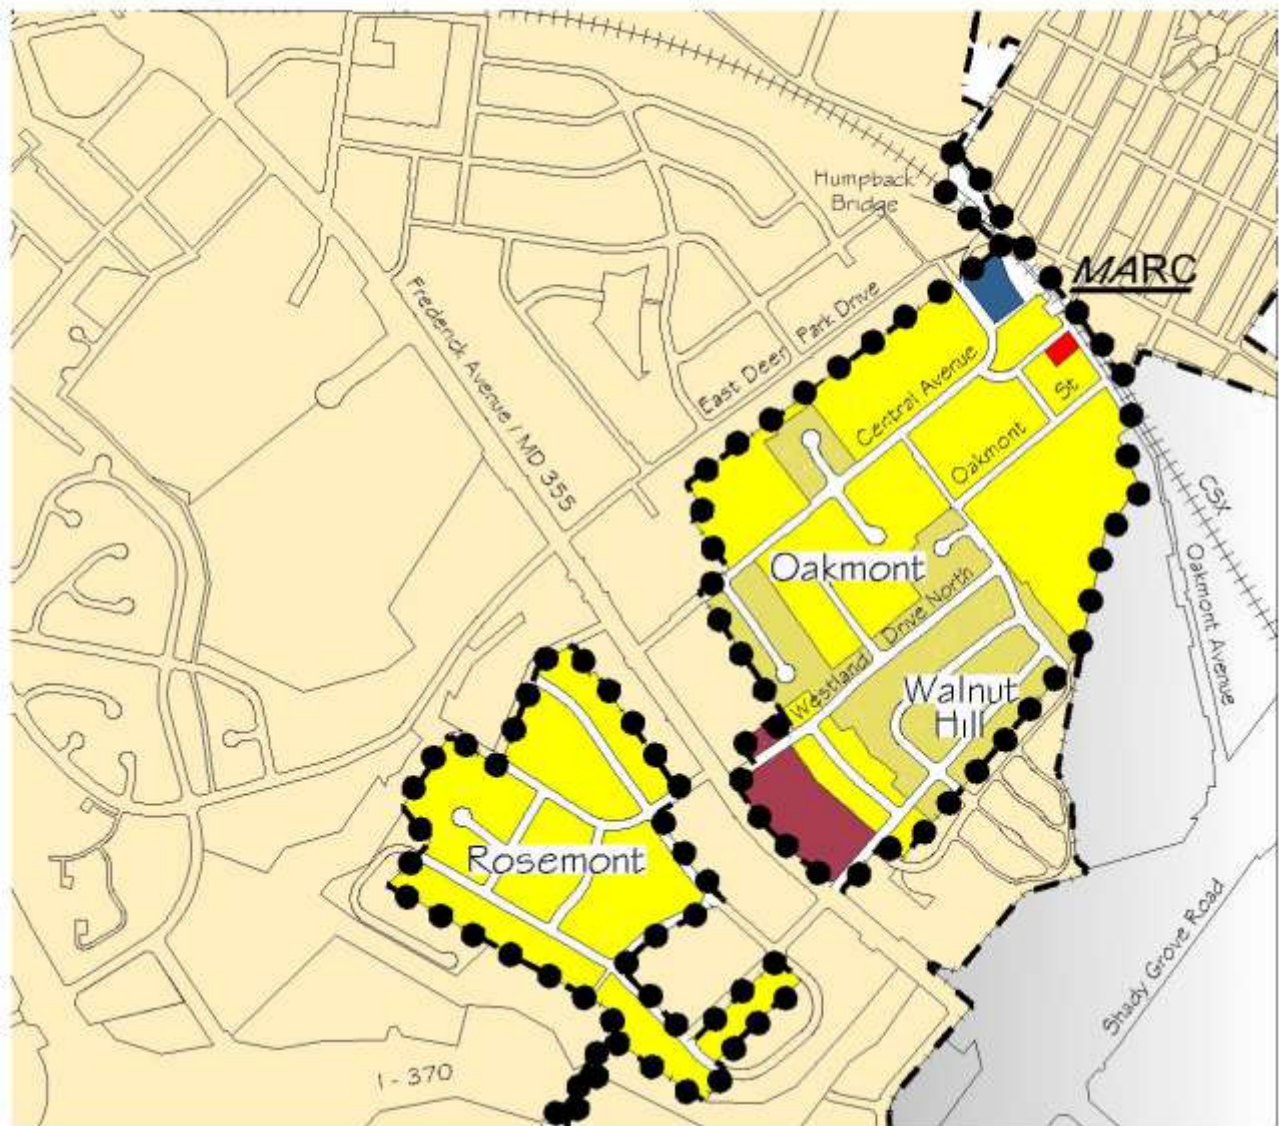 Humpback
Bridge
MARC
Frederick Avenue / MD 355
East Deer Park Drive
Central Avenue
Oakmont St
CSX
Oakmont
Oakmont Avenue
Westland Drive North
Walnut
Hill
Rosemont
Shady Grove Road
I - 370